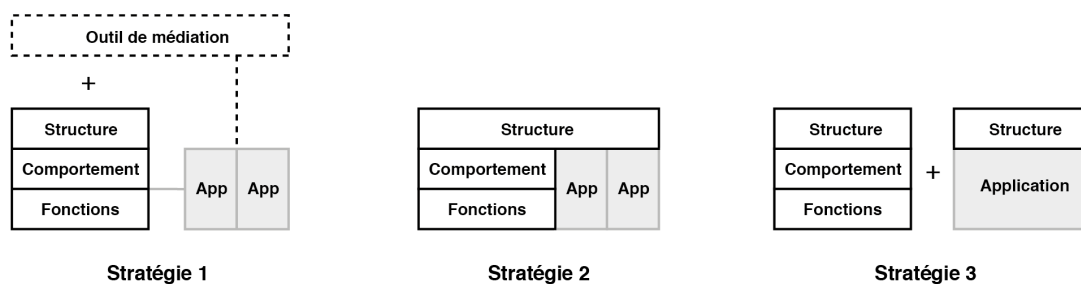 Outil de médiation
+
Structure
Comportement
Fonctions
App App
Stratégie 1
Structure
Comportement
Fonctions
App App
Stratégie 2
Structure
Comportement
Fonctions
+
Structure
Application
Stratégie 3